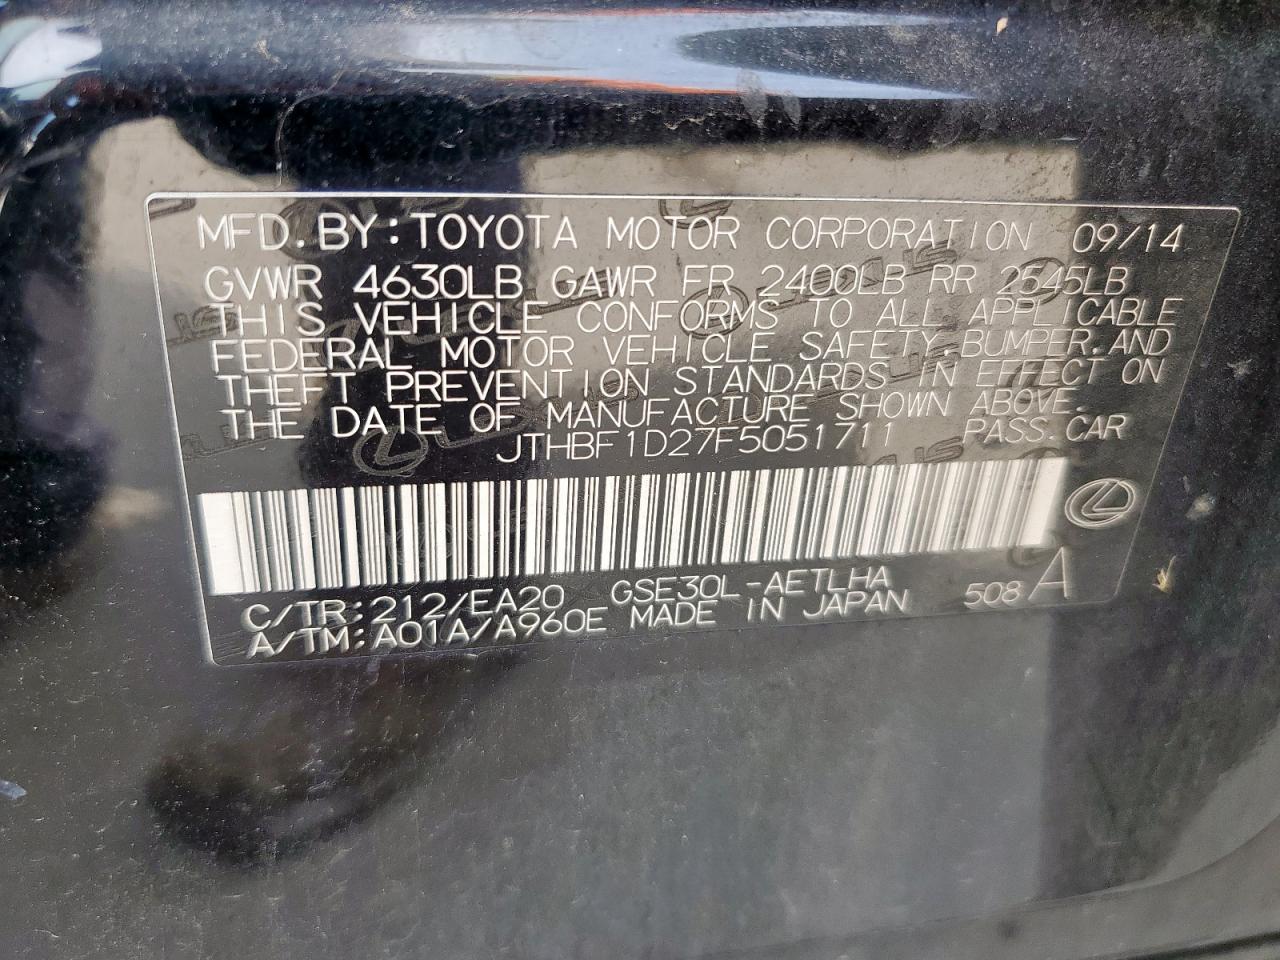 MFD.BY:TOYOTA MOTOR CORPORATION 09/14
GVWR 4630LB GAWR FR 2400LB RR 2545LB
THIS VEHICLE CONFORMS TO ALL APPLICABLE
FEDERAL MOTOR VEHICLE SAFETY,BUMPER,AND
THEFT PREVENTION STANDARDS IN EFFECT ON
THE DATE OF MANUFACTURE SHOWN ABOVE.
JTHBF1D27F5051711 PASS.CAR
C/TR:212/EA20 GSE30L-AETLHA 508 A
A/TM:A01A/A960E MADE IN JAPAN